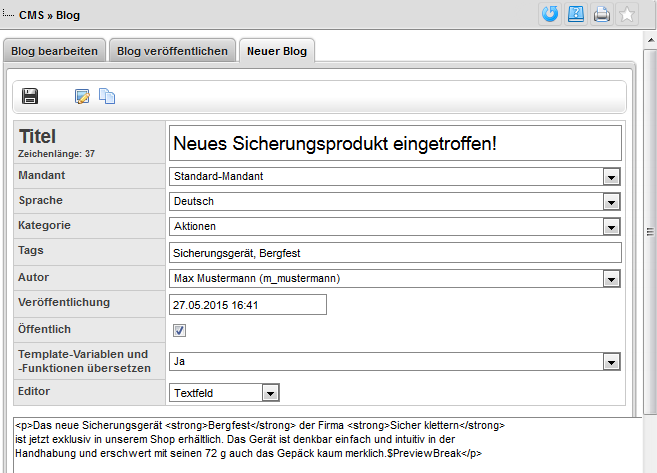 CMS » Blog
Blog bearbeiten Blog veröffentlichen Neuer Blog
Titel
Zeichenlänge: 37
Neues Sicherungsprodukt eingetroffen!
Mandant Standard-Mandant
Sprache Deutsch
Kategorie Aktionen
Tags Sicherungsgerät, Bergfest
Autor Max Mustermann (m_mustermann)
Veröffentlichung 27.05.2015 16:41
Öffentlich
Template-Variablen und
-Funktionen übersetzen
Ja
Editor Textfeld
<p>Das neue Sicherungsgerät <strong>Bergfest</strong> der Firma <strong>Sicher klettern</strong>
ist jetzt exklusiv in unserem Shop erhältlich. Das Gerät ist denkbar einfach und intuitiv in der
Handhabung und erschwert mit seinen 72 g auch das Gepäck kaum merklich.$PreviewBreak</p>